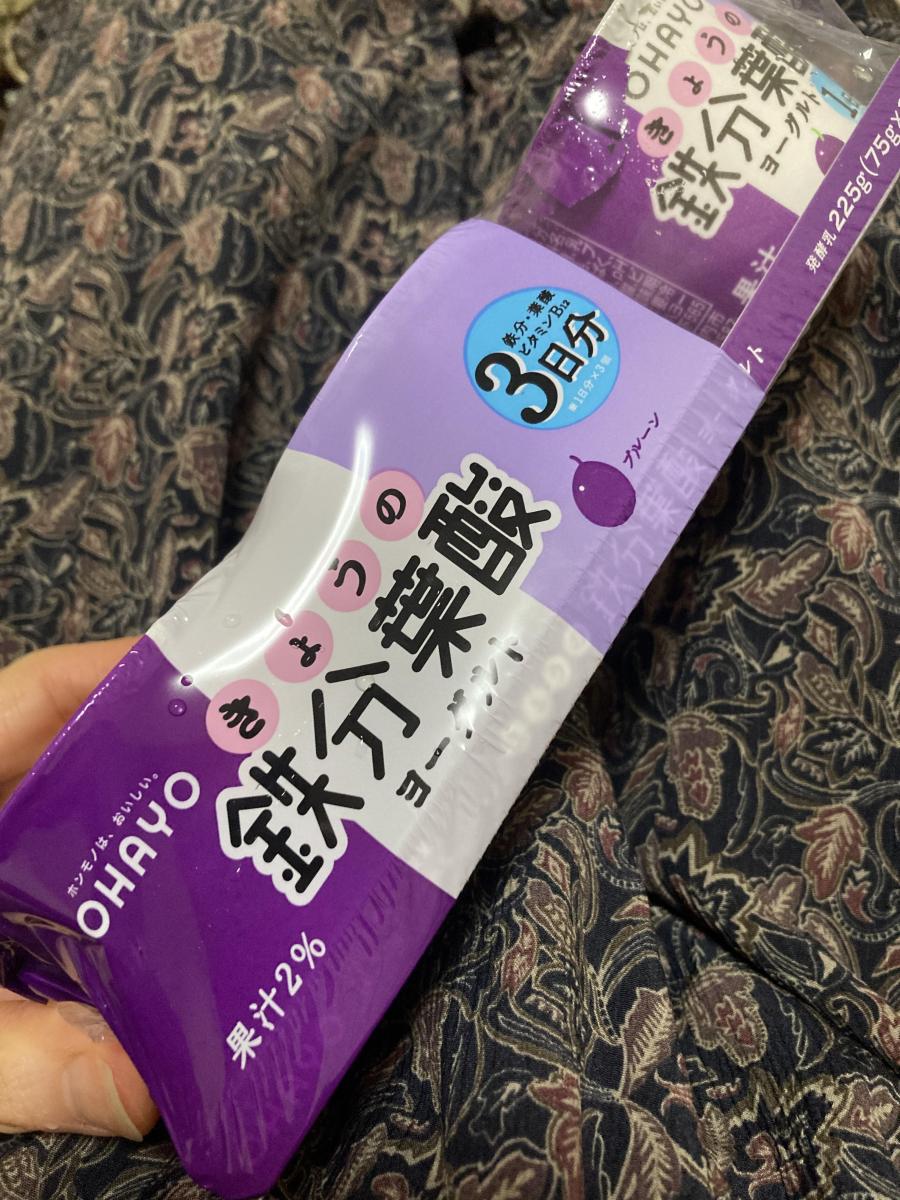 OHAYO
きょうの
鉄分葉酸
ヨーグルト
発酵乳 225g(75g×
果汁
鉄分・葉酸
ビタミンB12
3日分
※1日分×3個
プルーン
きょうの
鉄分葉酸
ヨーグルト
ホンモノは、おいしい。
OHAYO
果汁2%